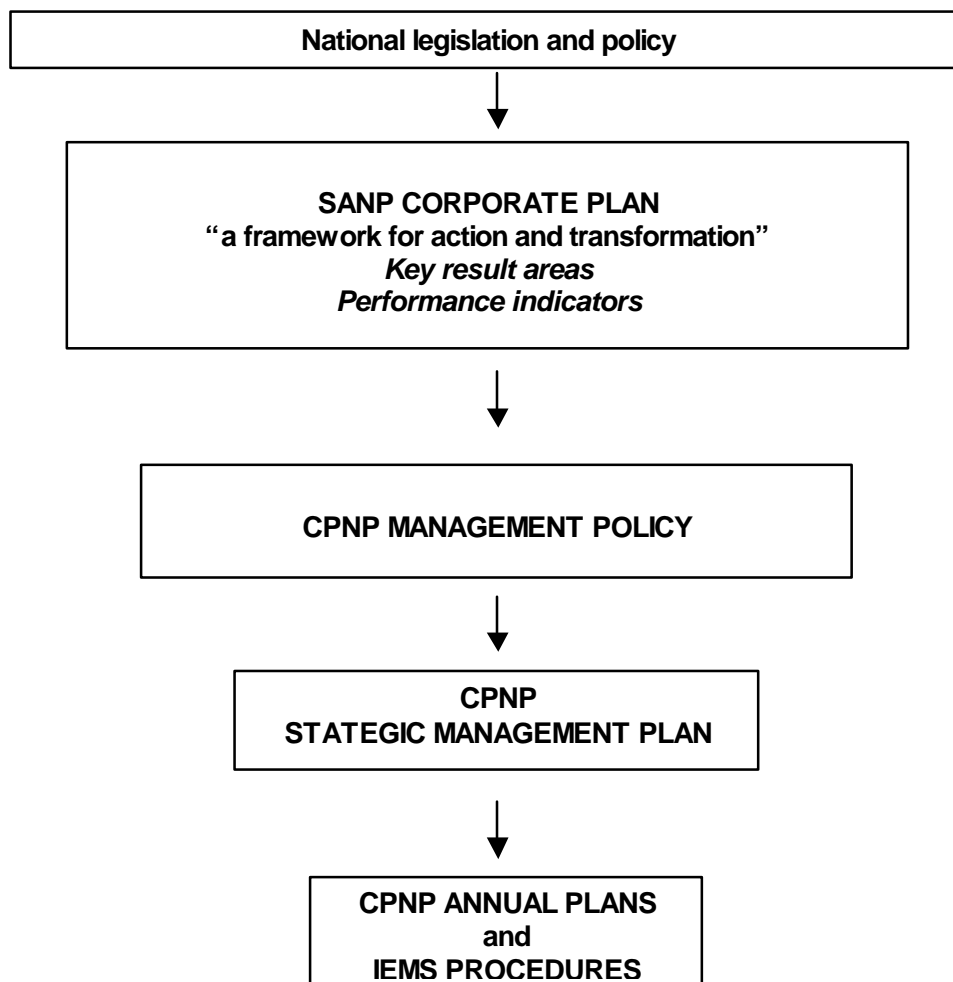 National legislation and policy
SANP CORPORATE PLAN
“a framework for action and transformation”
Key result areas
Performance indicators
CPNP MANAGEMENT POLICY
CPNP
STATEGIC MANAGEMENT PLAN
CPNP ANNUAL PLANS
and
IEMS PROCEDURES